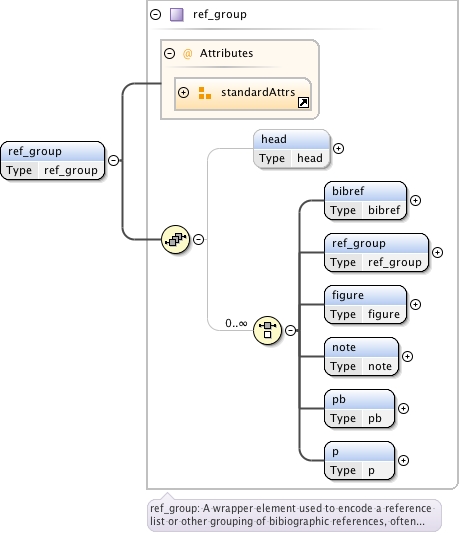 ref_group
@ Attributes
standardAttrs
ref_group
Type ref_group
head
Type head
0..∞
bibref
Type bibref
ref_group
Type ref_group
figure
Type figure
note
Type note
pb
Type pb
p
Type p
ref_group: A wrapper element used to encode a reference
list or other grouping of bibiographic references, often...